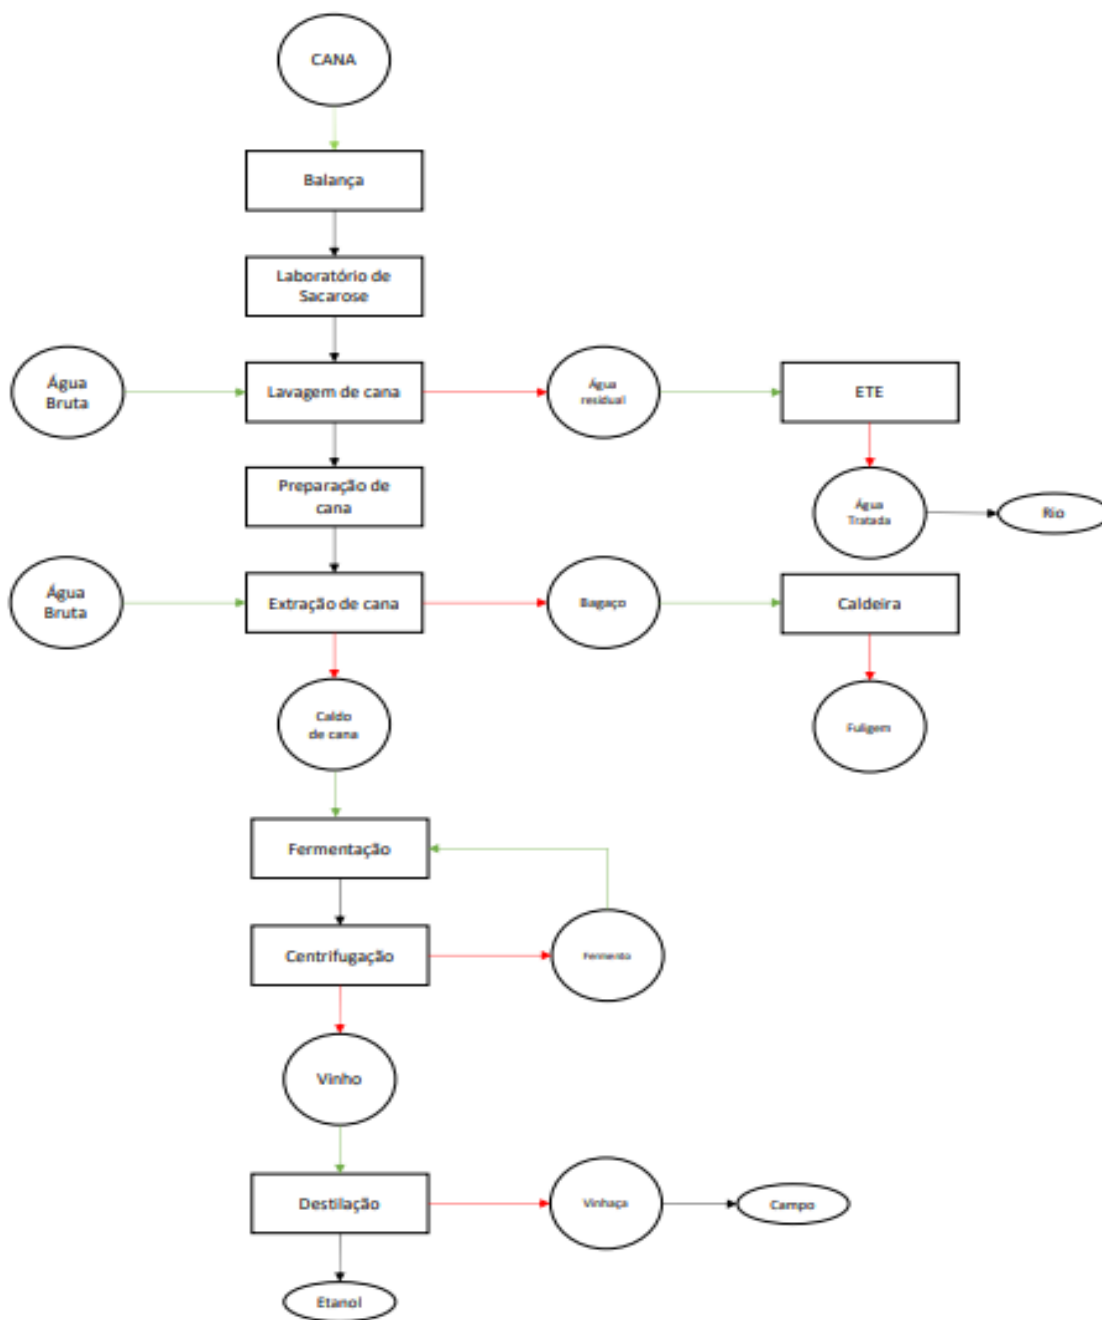 CANA
Balança
Laboratório de
Sacarose
Água
Bruta
Lavagem de cana
Água
residual
ETE
Preparação de
cana
Água
Tratada
Rio
Água
Bruta
Extração de cana
Bagaço
Caldeira
Caldo
de cana
Fuligem
Fermentação
Centrifugação
Fermento
Vinho
Destilação
Vinhaça
Campo
Etanol